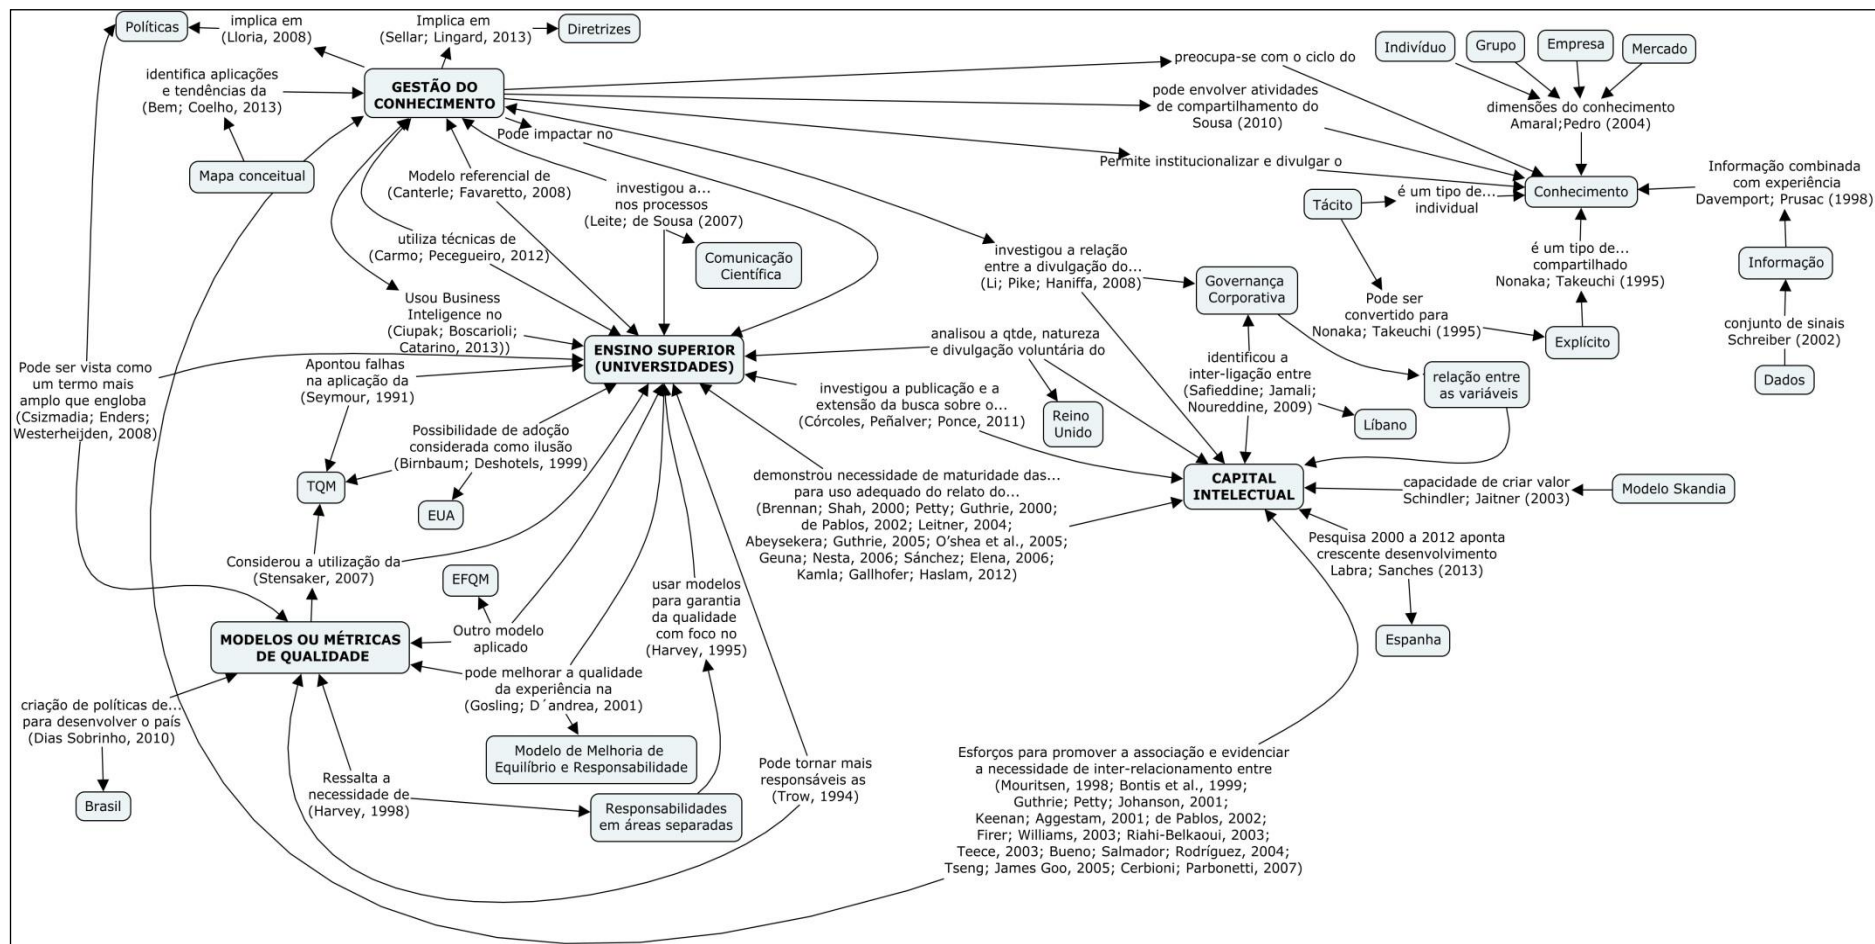 Políticas
implica em
(Lloria, 2008)
Implica em
(Sellar; Lingard, 2013)
Diretrizes
identifica aplicações
e tendências da
(Bem; Coelho, 2013)
GESTÃO DO
CONHECIMENTO
Mapa conceitual
Pode impactar no
preocupa-se com o ciclo do
pode envolver atividades
de compartilhamento do
Sousa (2010)
Permite institucionalizar e divulgar o
Indivíduo
Grupo
Empresa
Mercado
dimensões do conhecimento
Amaral;Pedro (2004)
Conhecimento
Informação combinada
com experiência
Davemport; Prusac (1998)
Tácito
é um tipo de...
individual
é um tipo de...
compartilhado
Nonaka; Takeuchi (1995)
Informação
Pode ser
convertido para
Nonaka; Takeuchi (1995)
Explícito
conjunto de sinais
Schreiber (2002)
Dados
Modelo referencial de
(Canterle; Favaretto, 2008)
investigou a...
nos processos
(Leite; de Sousa (2007)
utiliza técnicas de
(Carmo; Pecegueiro, 2012)
Comunicação
Científica
Usou Business
Inteligence no
(Ciupak; Boscarioli;
Catarino, 2013))
investigou a relação
entre a divulgação do...
(Li; Pike; Haniffa, 2008)
Governança
Corporativa
ENSINO SUPERIOR
(UNIVERSIDADES)
analisou a qtde, natureza
e divulgação voluntária do
identificou a
inter-ligação entre
(Safieddine; Jamali;
Noureddine, 2009)
relação entre
as variáveis
Reino
Unido
Líbano
Pode ser vista como
um termo mais
amplo que engloba
(Csizmadia; Enders;
Westerheijden, 2008)
Apontou falhas
na aplicação da
(Seymour, 1991)
investigou a publicação e a
extensão da busca sobre o...
(Córcoles, Peñalver; Ponce, 2011)
Possibilidade de adoção
considerada como ilusão
(Birnbaum; Deshotels, 1999)
TQM
EUA
demonstrou necessidade de maturidade das...
para uso adequado do relato do...
(Brennan; Shah, 2000; Petty; Guthrie, 2000;
de Pablos, 2002; Leitner, 2004;
Abeysekera; Guthrie, 2005; O'shea et al., 2005;
Geuna; Nesta, 2006; Sánchez; Elena, 2006;
Kamla; Gallhofer; Haslam, 2012)
CAPITAL
INTELECTUAL
capacidade de criar valor
Schindler; Jaitner (2003)
Modelo Skandia
Pesquisa 2000 a 2012 aponta
crescente desenvolvimento
Labra; Sanches (2013)
Espanha
Considerou a utilização da
(Stensaker, 2007)
EFQM
Outro modelo
aplicado
usar modelos
para garantia
da qualidade
com foco no
(Harvey, 1995)
MODELOS OU MÉTRICAS
DE QUALIDADE
pode melhorar a qualidade
da experiência na
(Gosling; D´andrea, 2001)
criação de políticas de...
para desenvolver o país
(Dias Sobrinho, 2010)
Brasil
Modelo de Melhoria de
Equilíbrio e Responsabilidade
Ressalta a
necessidade de
(Harvey, 1998)
Responsabilidades
em áreas separadas
Pode tornar mais
responsáveis as
(Trow, 1994)
Esforços para promover a associação e evidenciar
a necessidade de inter-relacionamento entre
(Mouritsen, 1998; Bontis et al., 1999;
Guthrie; Petty; Johanson, 2001;
Keenan; Aggestam, 2001; de Pablos, 2002;
Firer; Williams, 2003; Riahi-Belkaoui, 2003;
Teece, 2003; Bueno; Salmador; Rodríguez, 2004;
Tseng; James Goo, 2005; Cerbioni; Parbonetti, 2007)